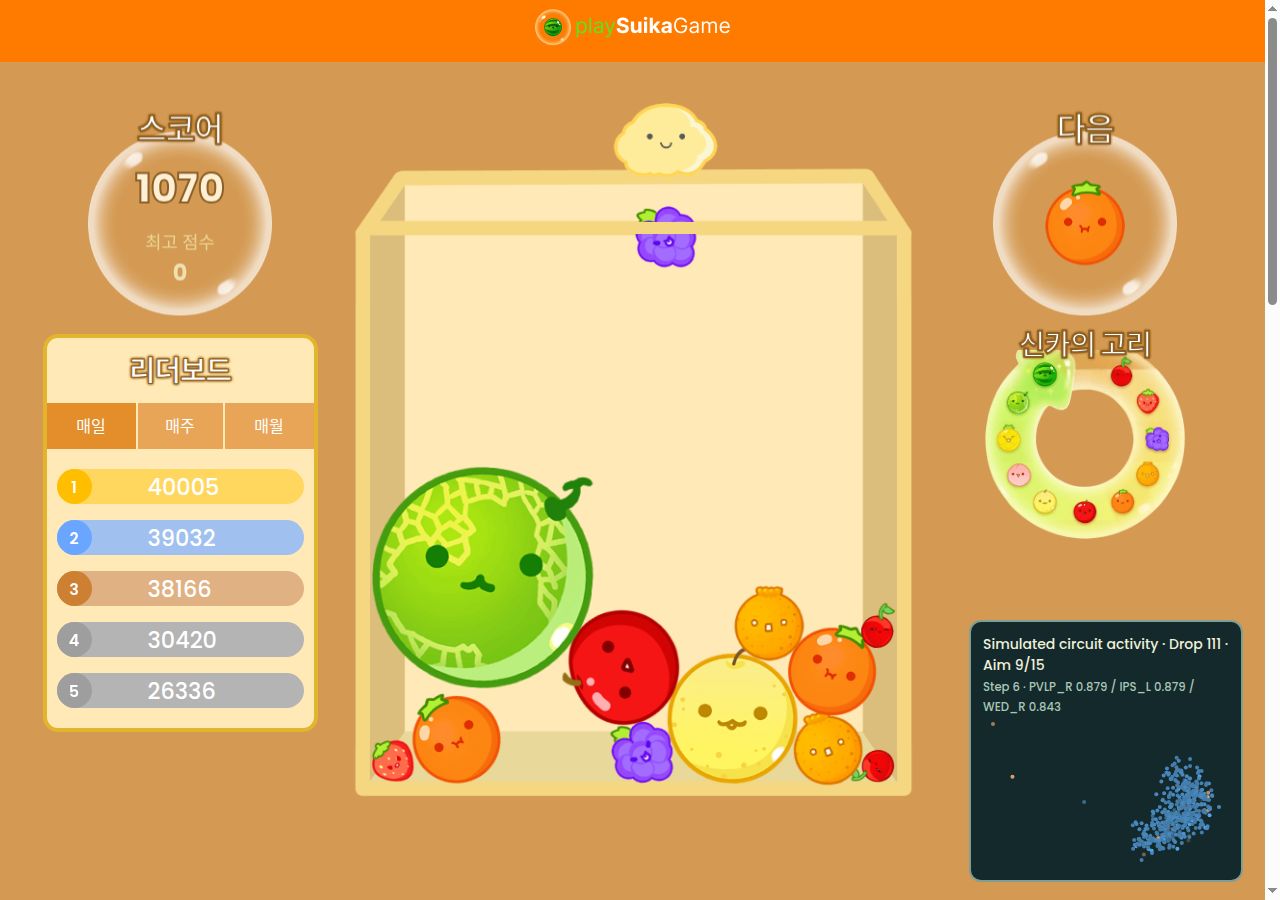 playSuikaGame
스코어
1070
최고 점수
0
다음
신카의 고리
리더보드
매일 매주 매월
1 40005
2 39032
3 38166
4 30420
5 26336
Simulated circuit activity · Drop 111 ·
Aim 9/15
Step 6 · PVLP_R 0.879 / IPS_L 0.879 /
WED_R 0.843